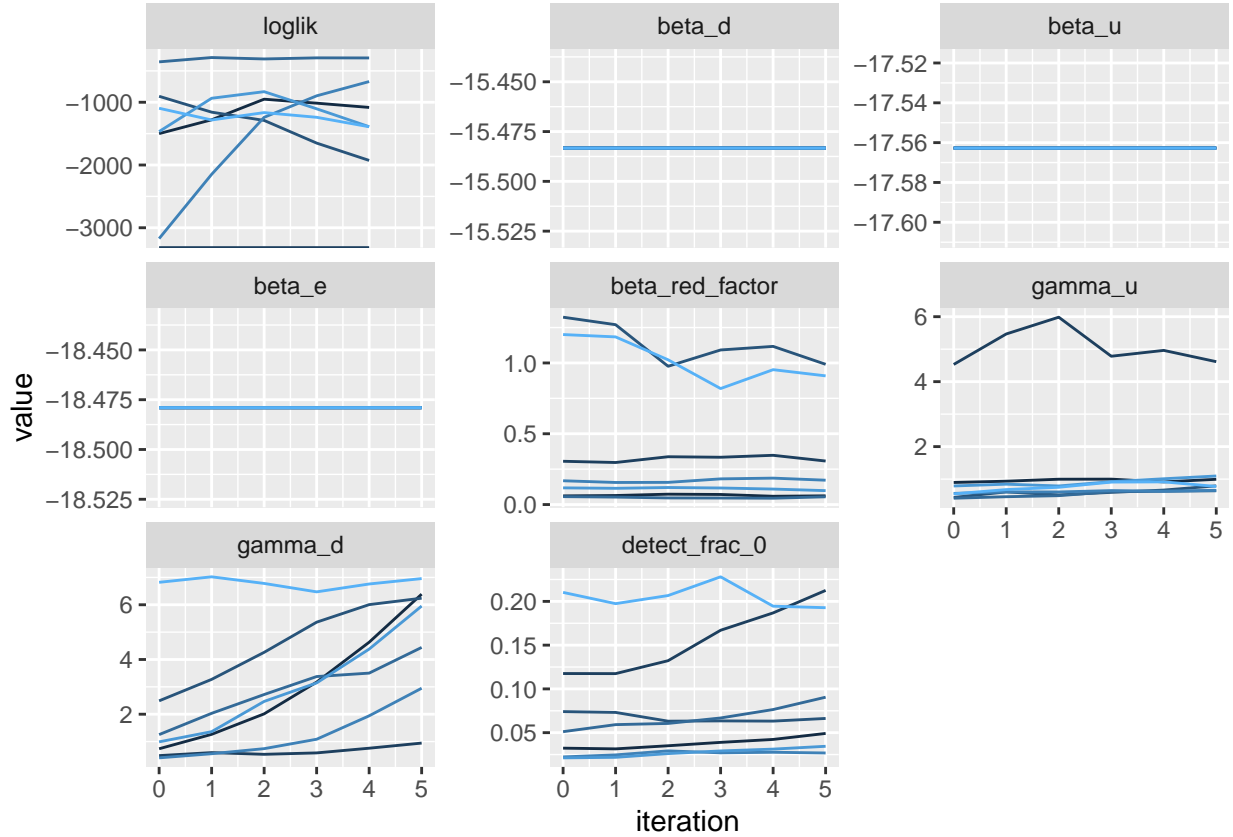 loglik
beta_d
beta_u
−1000
−2000
−3000
−15.450
−15.475
−15.500
−15.525
−17.52
−17.54
−17.56
−17.58
−17.60
beta_e
beta_red_factor
gamma_u
−18.450
−18.475
−18.500
−18.525
1.0
0.5
0.0
6
4
2
0 1 2 3 4 5
gamma_d
detect_frac_0
6
4
2
0.20
0.15
0.10
0.05
0 1 2 3 4 5
0 1 2 3 4 5
value
iteration